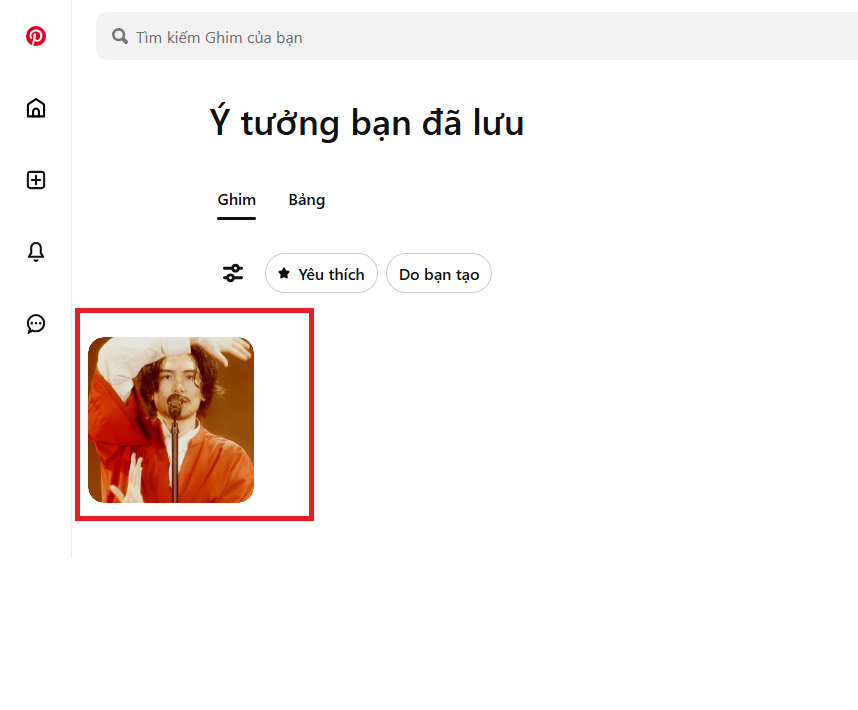 Tìm kiếm Ghim của bạn
Ý tưởng bạn đã lưu
Ghim Bảng
Yêu thích Do bạn tạo